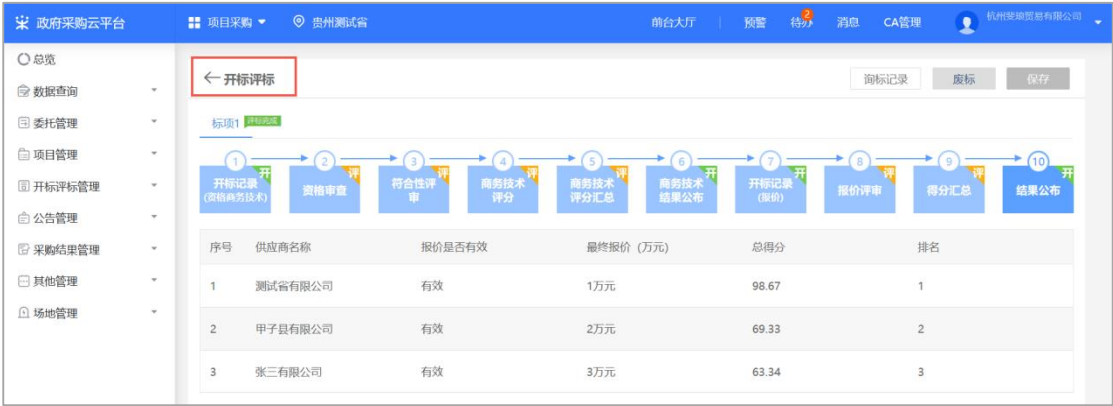 政府采购云平台 项目采购 贵州测试省 前台大厅 预警 待办 2 消息 CA管理
总览
数据查询
委托管理
项目管理
开标评标管理
公告管理
采购结果管理
其他管理
场地管理
开标评标 询标记录 废标 保存
标项1 评标完成
1 2 3 4 5 6 7 8 9 10
开 评 评 评 评 开 开 评 评 开
开标记录 (资格商务技术)
资格审查
符合性评审
商务技术评分
商务技术评分汇总
商务技术结果公布
开标记录 (报价)
报价评审
得分汇总
结果公布
序号 供应商名称 报价是否有效 最终报价 (万元) 总得分 排名
1 测试省有限公司 有效 1万元 98.67 1
2 甲子县有限公司 有效 2万元 69.33 2
3 张三有限公司 有效 3万元 63.34 3